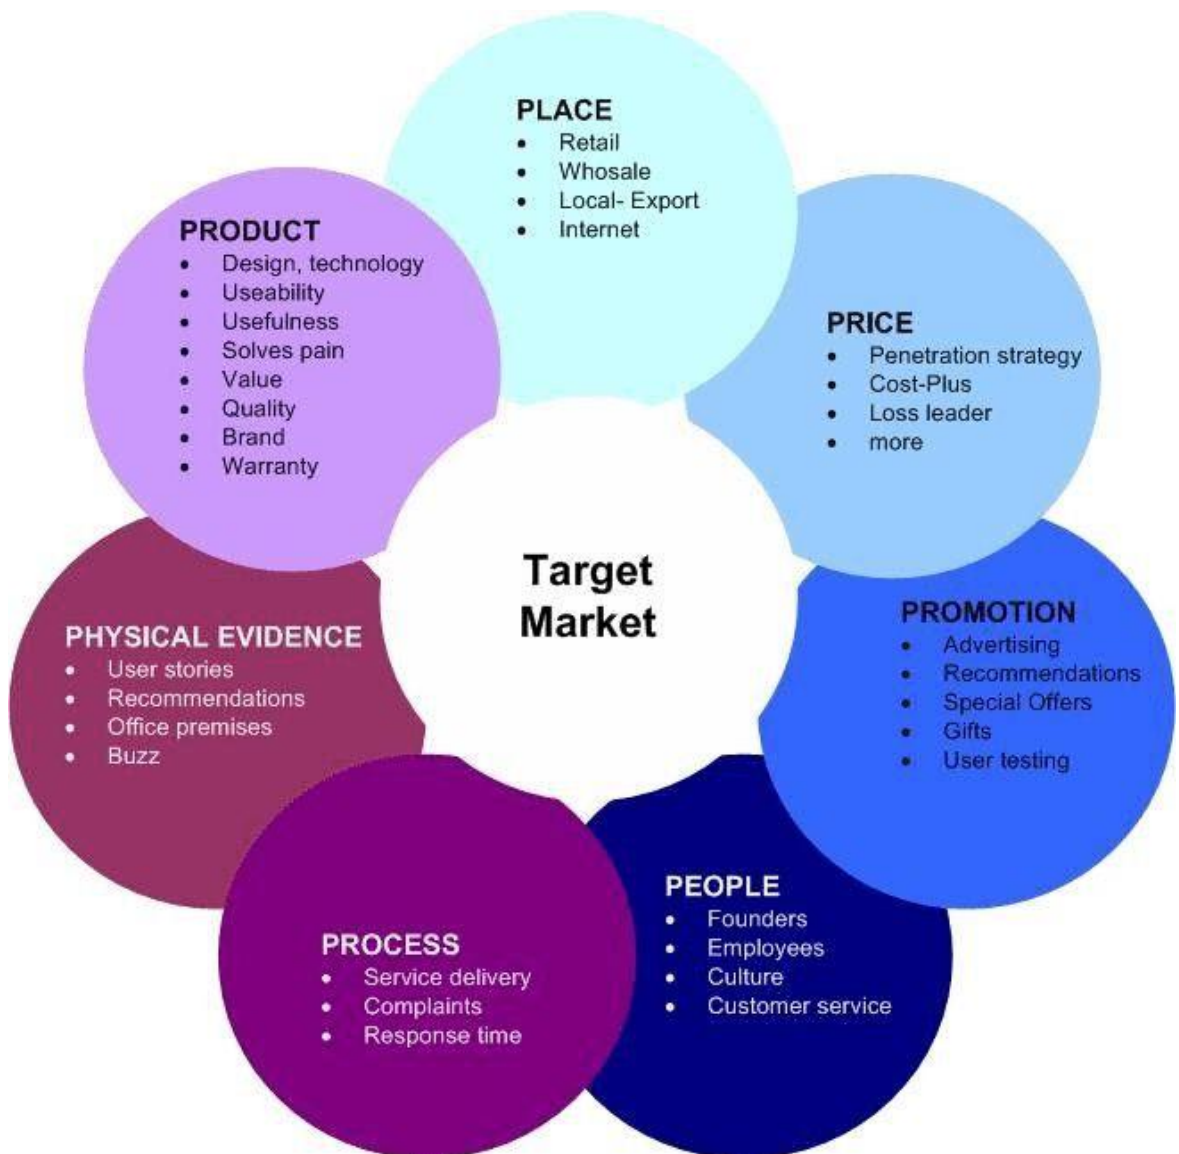 PLACE
• Retail
• Whosale
• Local- Export
• Internet
PRICE
• Penetration strategy
• Cost-Plus
• Loss leader
• more
PROMOTION
• Advertising
• Recommendations
• Special Offers
• Gifts
• User testing
PEOPLE
• Founders
• Employees
• Culture
• Customer service
PROCESS
• Service delivery
• Complaints
• Response time
PHYSICAL EVIDENCE
• User stories
• Recommendations
• Office premises
• Buzz
PRODUCT
• Design, technology
• Useability
• Usefulness
• Solves pain
• Value
• Quality
• Brand
• Warranty
Target
Market